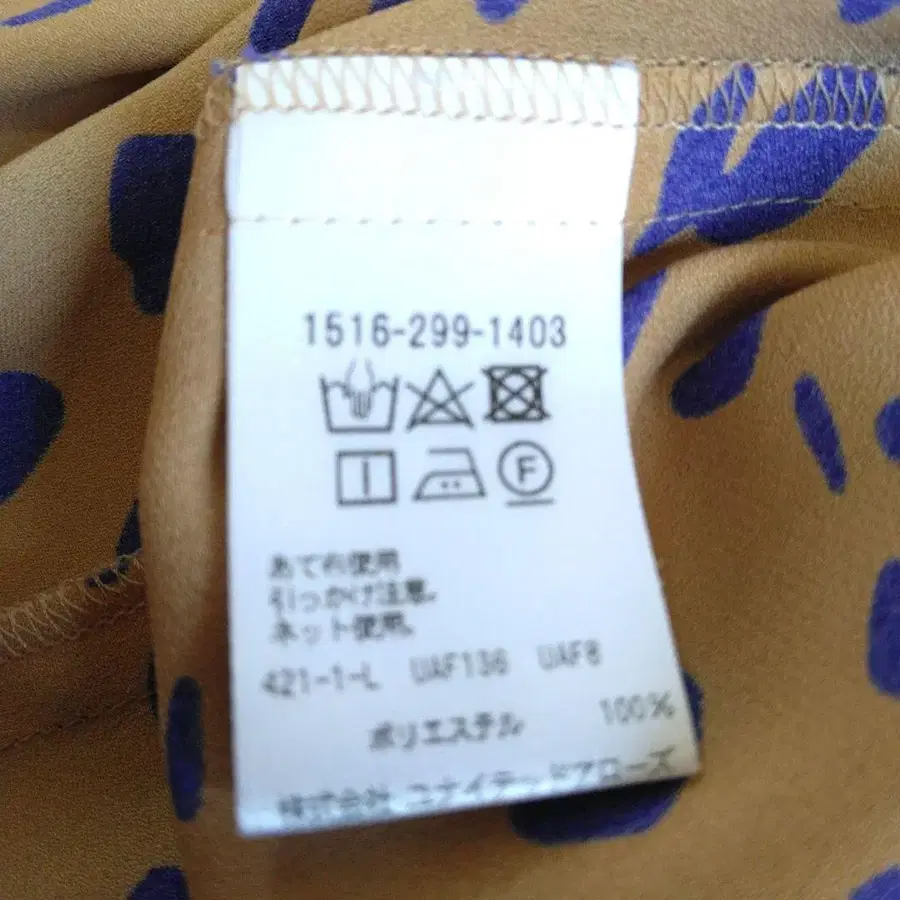 1516-299-1403
F
あて布使用
引っかけ注意。
ネット使用。
421-1-L UAF136 UAF8
ポリエステル 100%
株式会社 ユナイテッドアローズ